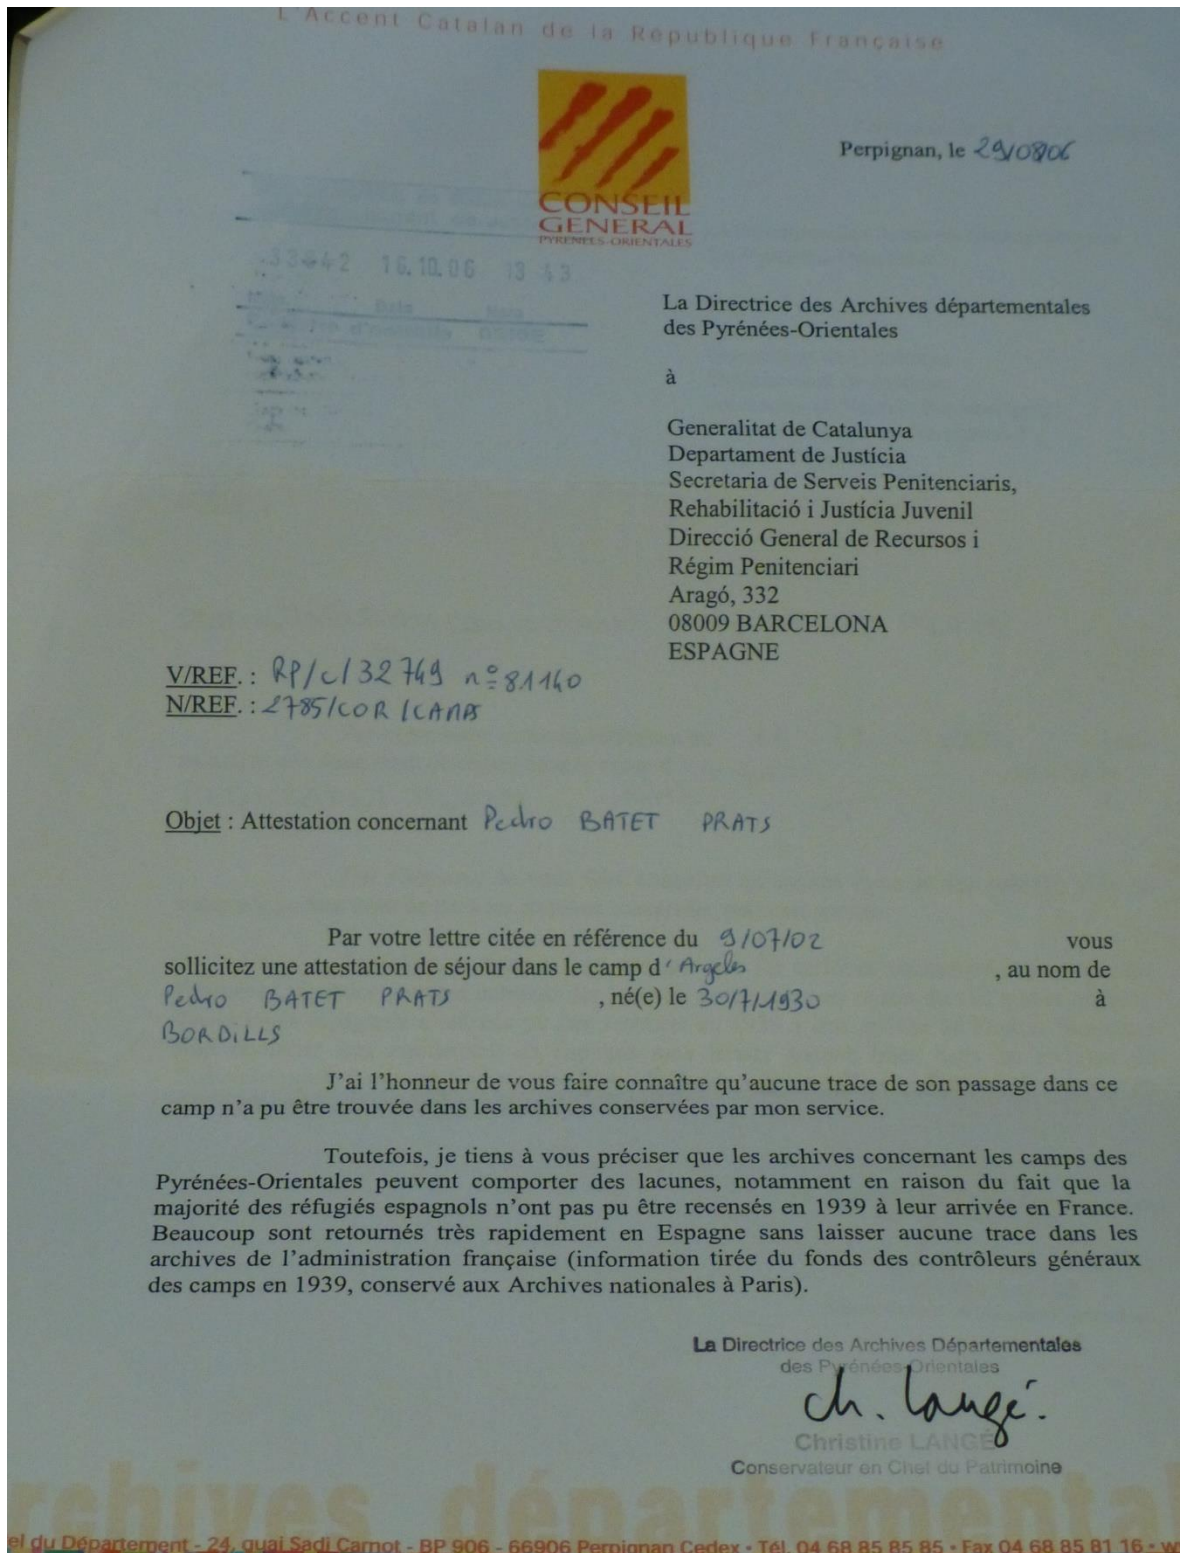 L'Accent Catalan de la République Française
CONSEIL
GENERAL
PYRENEES-ORIENTALES
Perpignan, le 29/08/06
16.10.06
La Directrice des Archives départementales
des Pyrénées-Orientales
à
Generalitat de Catalunya
Departament de Justícia
Secretaria de Serveis Penitenciaris,
Rehabilitació i Justícia Juvenil
Direcció General de Recursos i
Règim Penitenciari
Aragó, 332
08009 BARCELONA
ESPAGNE
V/REF. : RP/c/32749 nº 81140
N/REF. : 2785/COR/CAMPS
Objet : Attestation concernant Pedro BATET PRATS
Par votre lettre citée en référence du 9/07/02 vous
sollicitez une attestation de séjour dans le camp d'Argelès , au nom de
Pedro BATET PRATS , né(e) le 30/7/1930 à
BORDILLS
J'ai l'honneur de vous faire connaître qu'aucune trace de son passage dans ce
camp n'a pu être trouvée dans les archives conservées par mon service.
Toutefois, je tiens à vous préciser que les archives concernant les camps des
Pyrénées-Orientales peuvent comporter des lacunes, notamment en raison du fait que la
majorité des réfugiés espagnols n'ont pas pu être recensés en 1939 à leur arrivée en France.
Beaucoup sont retournés très rapidement en Espagne sans laisser aucune trace dans les
archives de l'administration française (information tirée du fonds des contrôleurs généraux
des camps en 1939, conservé aux Archives nationales à Paris).
La Directrice des Archives Départementales
des Pyrénées-Orientales
ch. Langé.
Christine LANGÉ
Conservateur en Chef du Patrimoine
rchives départemental
el du Département - 24, quai Sadi Carnot - BP 906 - 66906 Perpignan Cedex • Tél. 04 68 85 85 85 • Fax 04 68 85 81 16 • w